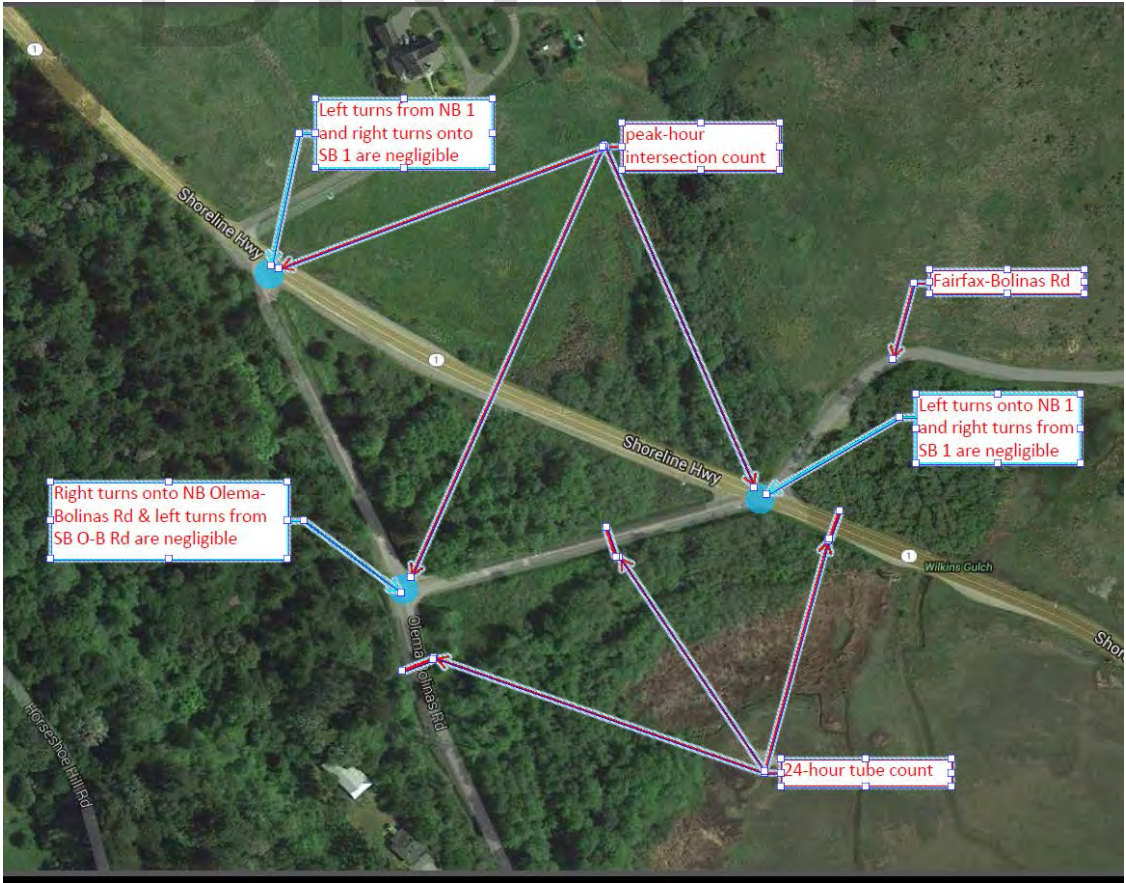 1
Left turns from NB 1
and right turns onto
SB 1 are negligible
peak-hour
intersection count
Shoreline Hwy
Fairfax-Bolinas Rd
1
Left turns onto NB 1
and right turns from
SB 1 are negligible
Shoreline Hwy
Right turns onto NB Olema-
Bolinas Rd & left turns from
SB O-B Rd are negligible
1
Wilkins Gulch
Olema Bolinas Rd
Horseshoe Hill Rd
24-hour tube count